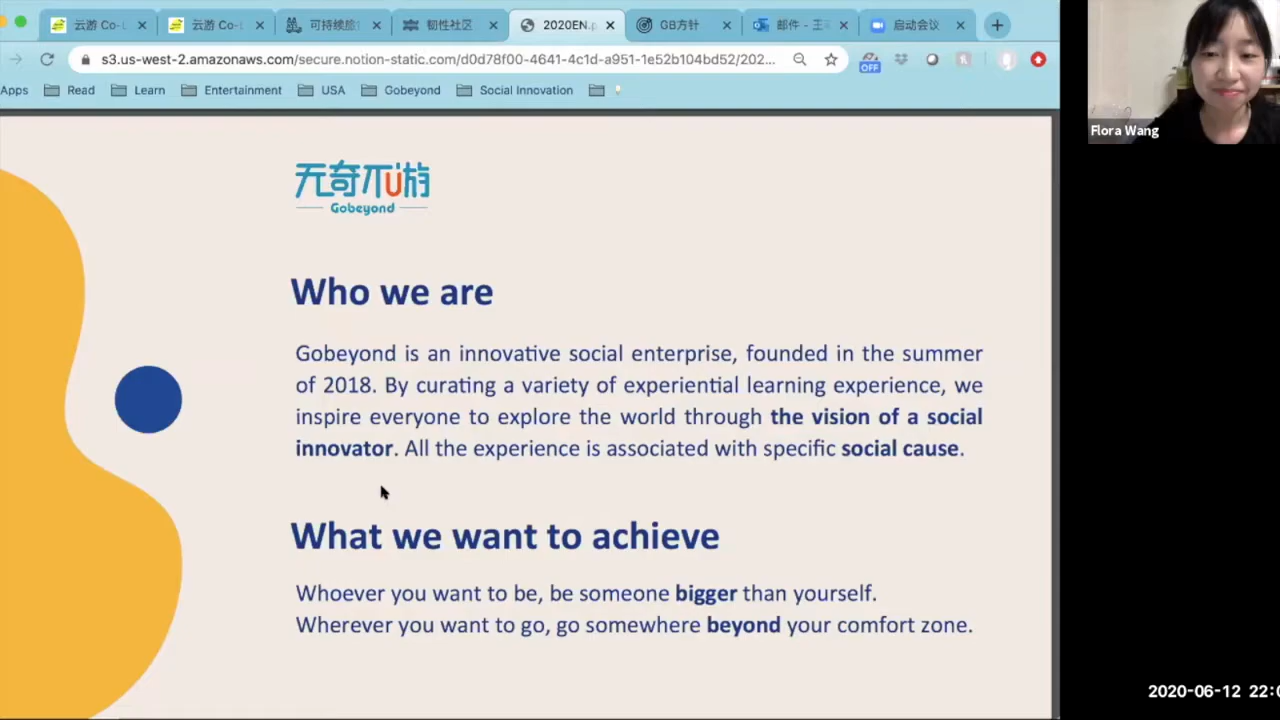 云游 Co-L
云游 Co-L
可持续旅
韧性社区
2020EN.p
GB方针
邮件 - 王
启动会议
s3.us-west-2.amazonaws.com/secure.notion-static.com/d0d78f00-4641-4c1d-a951-1e52b104bd52/202...
OFF
Apps
Read
Learn
Entertainment
USA
Gobeyond
Social Innovation
Flora Wang
无奇不U游
Gobeyond
Who we are
Gobeyond is an innovative social enterprise, founded in the summer
of 2018. By curating a variety of experiential learning experience, we
inspire everyone to explore the world through the vision of a social
innovator. All the experience is associated with specific social cause.
What we want to achieve
Whoever you want to be, be someone bigger than yourself.
Wherever you want to go, go somewhere beyond your comfort zone.
2020-06-12 22:0